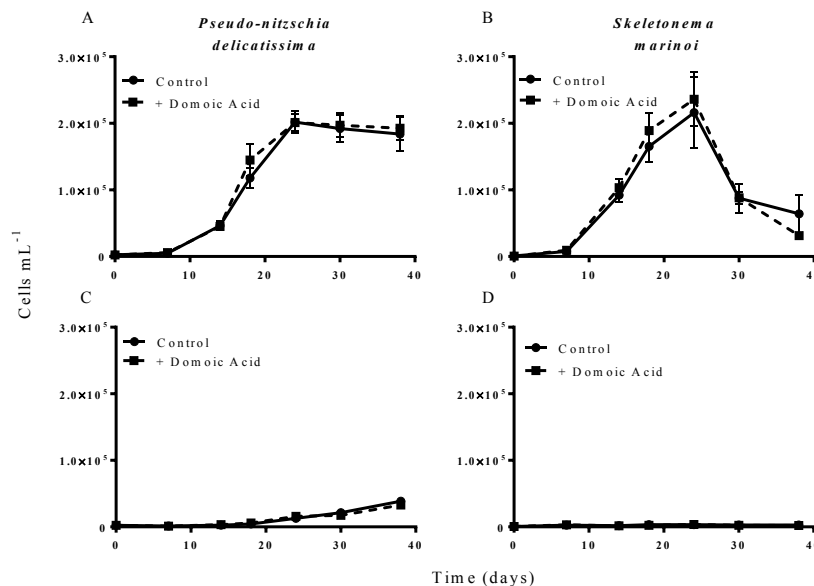 A
Pseudo-nitzschia
delicatissima
B
Skeletonema
marinoi
3.0×10⁵
2.0×10⁵
1.0×10⁵
0
Control
+ Domoic Acid
0 10 20 30 40
3.0×10⁵
2.0×10⁵
1.0×10⁵
0
Control
+ Domoic Acid
0 10 20 30 40
Cells mL⁻¹
C
D
3.0×10⁵
2.0×10⁵
1.0×10⁵
0
Control
+ Domoic Acid
0 10 20 30 40
3.0×10⁵
2.0×10⁵
1.0×10⁵
0
Control
+ Domoic Acid
0 10 20 30 40
Time (days)